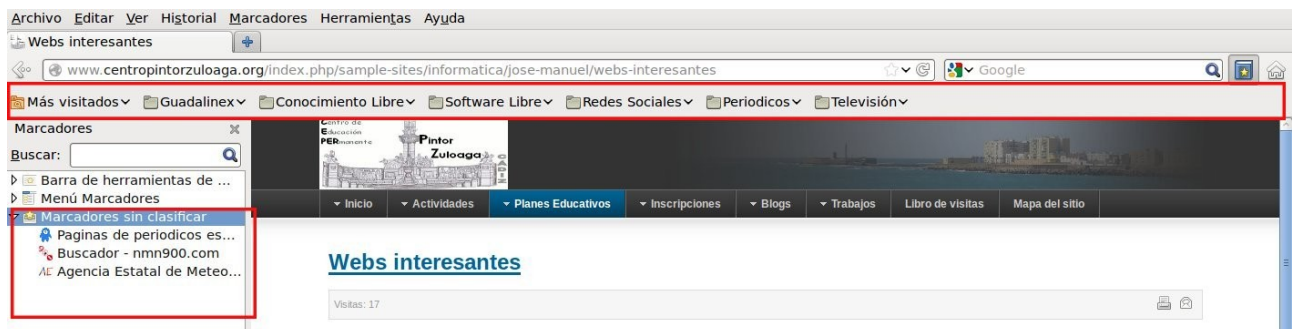 Archivo Editar Ver Historial Marcadores Herramientas Ayuda
Webs interesantes
www.centropintorzuloaga.org/index.php/sample-sites/informatica/jose-manuel/webs-interesantes
Google
Más visitados Guadalinex Conocimiento Libre Software Libre Redes Sociales Periodicos Televisión
Marcadores
Buscar:
Barra de herramientas de ...
Menú Marcadores
Marcadores sin clasificar
Paginas de periodicos es...
Buscador - nmn900.com
Agencia Estatal de Meteo...
Centro de
Educación
PERmanente
Pintor
Zuloaga
CADIZ
Inicio Actividades Planes Educativos Inscripciones Blogs Trabajos Libro de visitas Mapa del sitio
Webs interesantes
Visitas: 17